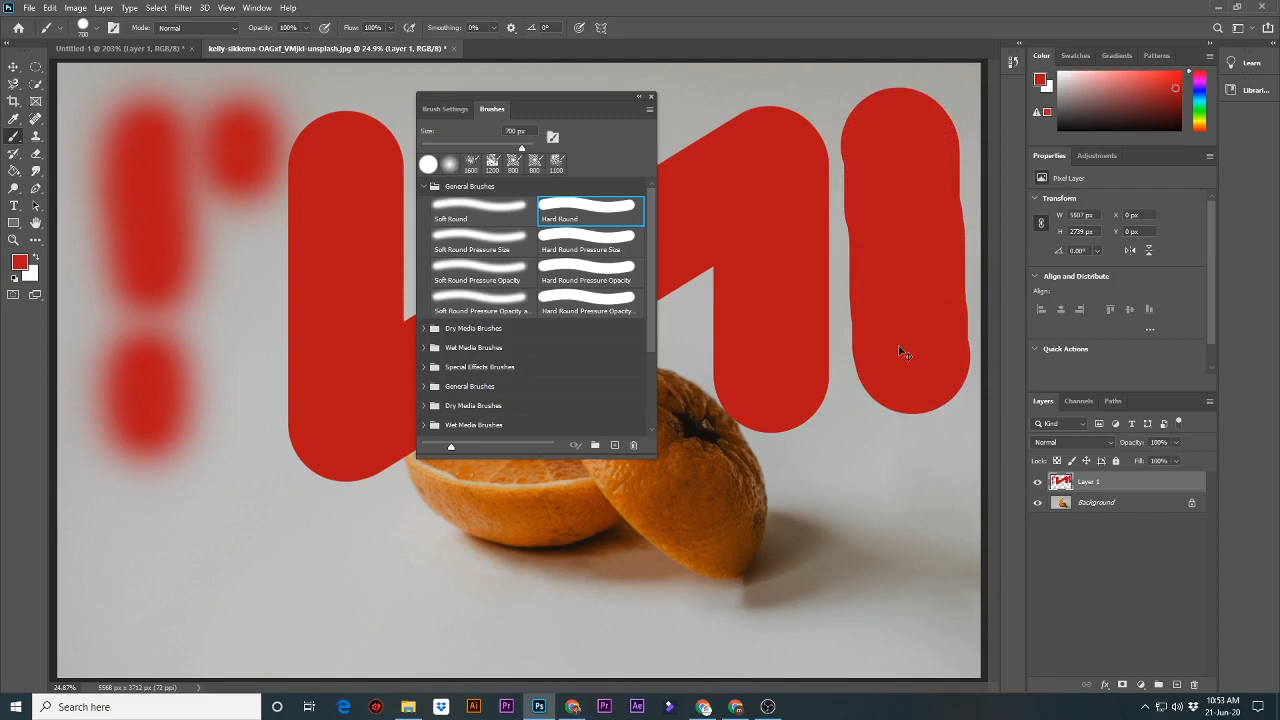 File Edit Image Layer Type Select Filter 3D View Window Help
700 Mode: Normal Opacity: 100% Flow: 100% Smoothing: 0% 0°
Untitled-1 @ 203% (Layer 1, RGB/8) * × kelly-sikkema-OAGxf_VMjkI-unsplash.jpg @ 24.9% (Layer 1, RGB/8) * ×
Brush Settings Brushes
Size: 700 px
1600 1200 800 800 1100
General Brushes
Soft Round Hard Round
Soft Round Pressure Size Hard Round Pressure Size
Soft Round Pressure Opacity Hard Round Pressure Opacity
Soft Round Pressure Opacity a... Hard Round Pressure Opacity...
Dry Media Brushes
Wet Media Brushes
Special Effects Brushes
General Brushes
Dry Media Brushes
Wet Media Brushes
Color Swatches Gradients Patterns
Learn
Librari...
Properties Adjustments
Pixel Layer
Transform
W 5507 px X 0 px
H 2739 px Y 0 px
0.00°
Align and Distribute
Align:
...
Quick Actions
Layers Channels Paths
Kind
Normal Opacity: 100%
Lock: Fill: 100%
Layer 1
Background
24.87% 5568 px × 3712 px (72 ppi)
Search here
10:53 AM
21-Jun-20